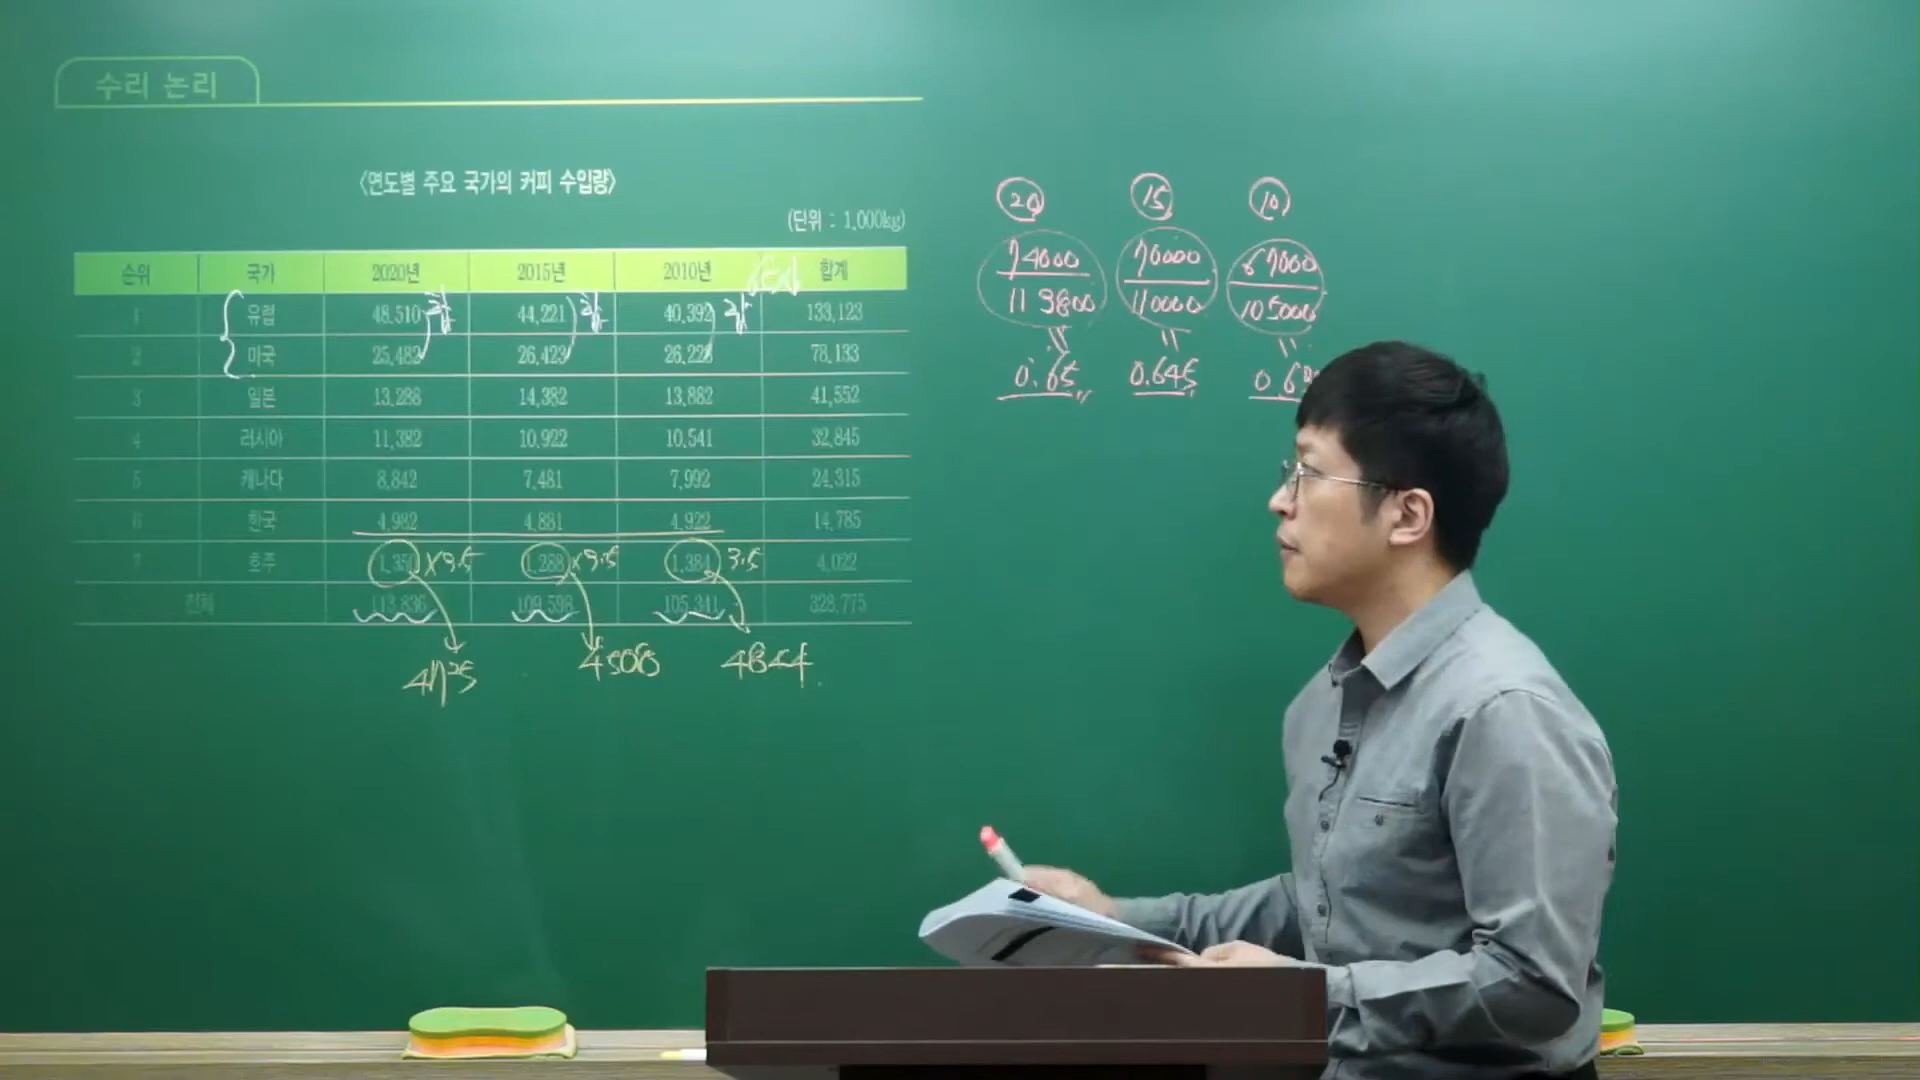 수리 논리
<연도별 주요 국가의 커피 수입량>
(단위 : 1,000kg)
순위 국가 2020년 2015년 2010년 합계
1 유럽 48,510 44,221 40,392 133,123
2 미국 25,482 26,423 26,228 78,133
3 일본 13,288 14,382 13,882 41,552
4 러시아 11,382 10,922 10,541 32,845
5 캐나다 8,842 7,481 7,992 24,315
6 한국 4,982 4,881 4,922 14,785
7 호주 1,350 ×3.5 1,288 ×3.5 1,384 3.5 4,022
전체 113,836 109,598 105,341 328,775
4725 4508 4844
20 15 10
74000 70000 67000
113800 110000 105000
0.65 0.645